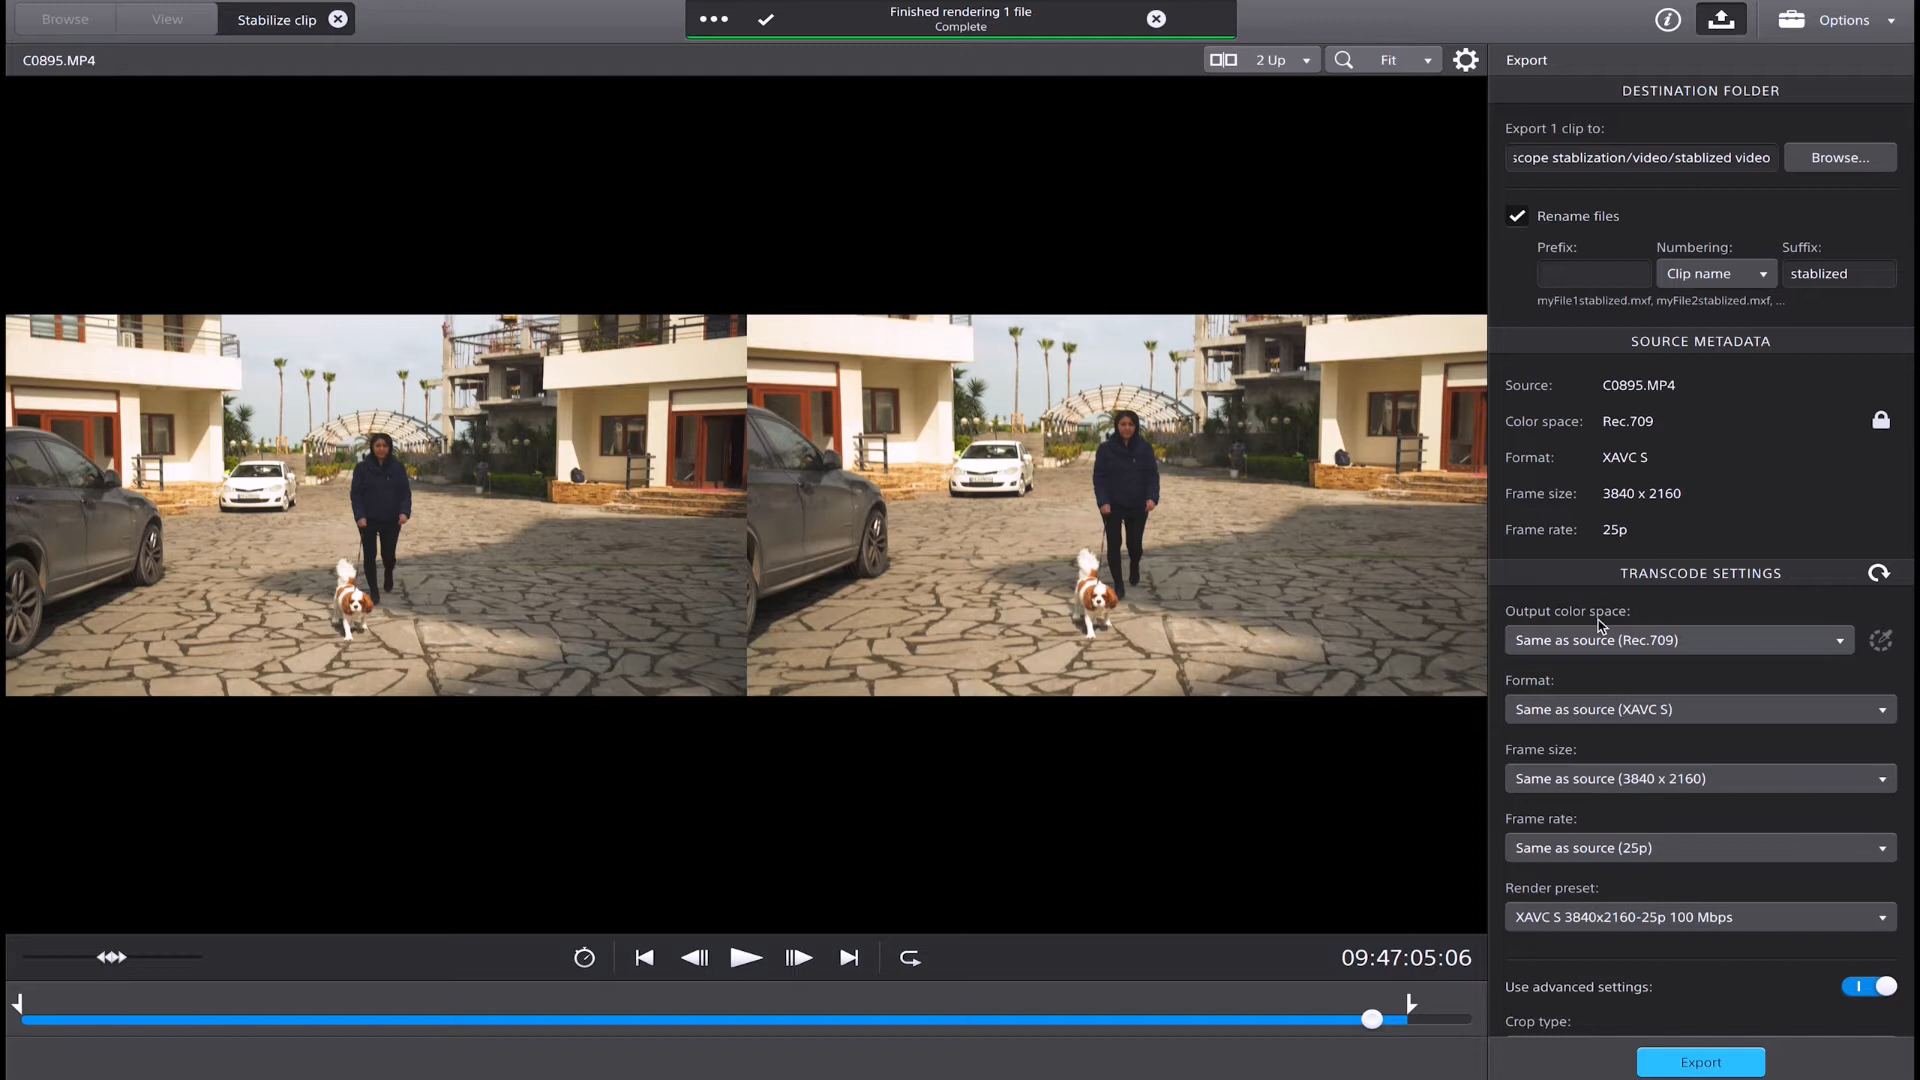 Browse
View
Stabilize clip
Finished rendering 1 file
Complete
Options
C0895.MP4
2 Up
Fit
Export
DESTINATION FOLDER
Export 1 clip to:
scope stablization/video/stablized video
Browse...
Rename files
Prefix:
Numbering:
Suffix:
Clip name
stablized
myFile1stablized.mxf, myFile2stablized.mxf, ...
SOURCE METADATA
Source: C0895.MP4
Color space: Rec.709
Format: XAVC S
Frame size: 3840 x 2160
Frame rate: 25p
TRANSCODE SETTINGS
Output color space:
Same as source (Rec.709)
Format:
Same as source (XAVC S)
Frame size:
Same as source (3840 x 2160)
Frame rate:
Same as source (25p)
Render preset:
XAVC S 3840x2160-25p 100 Mbps
09:47:05:06
Use advanced settings:
Crop type:
Export